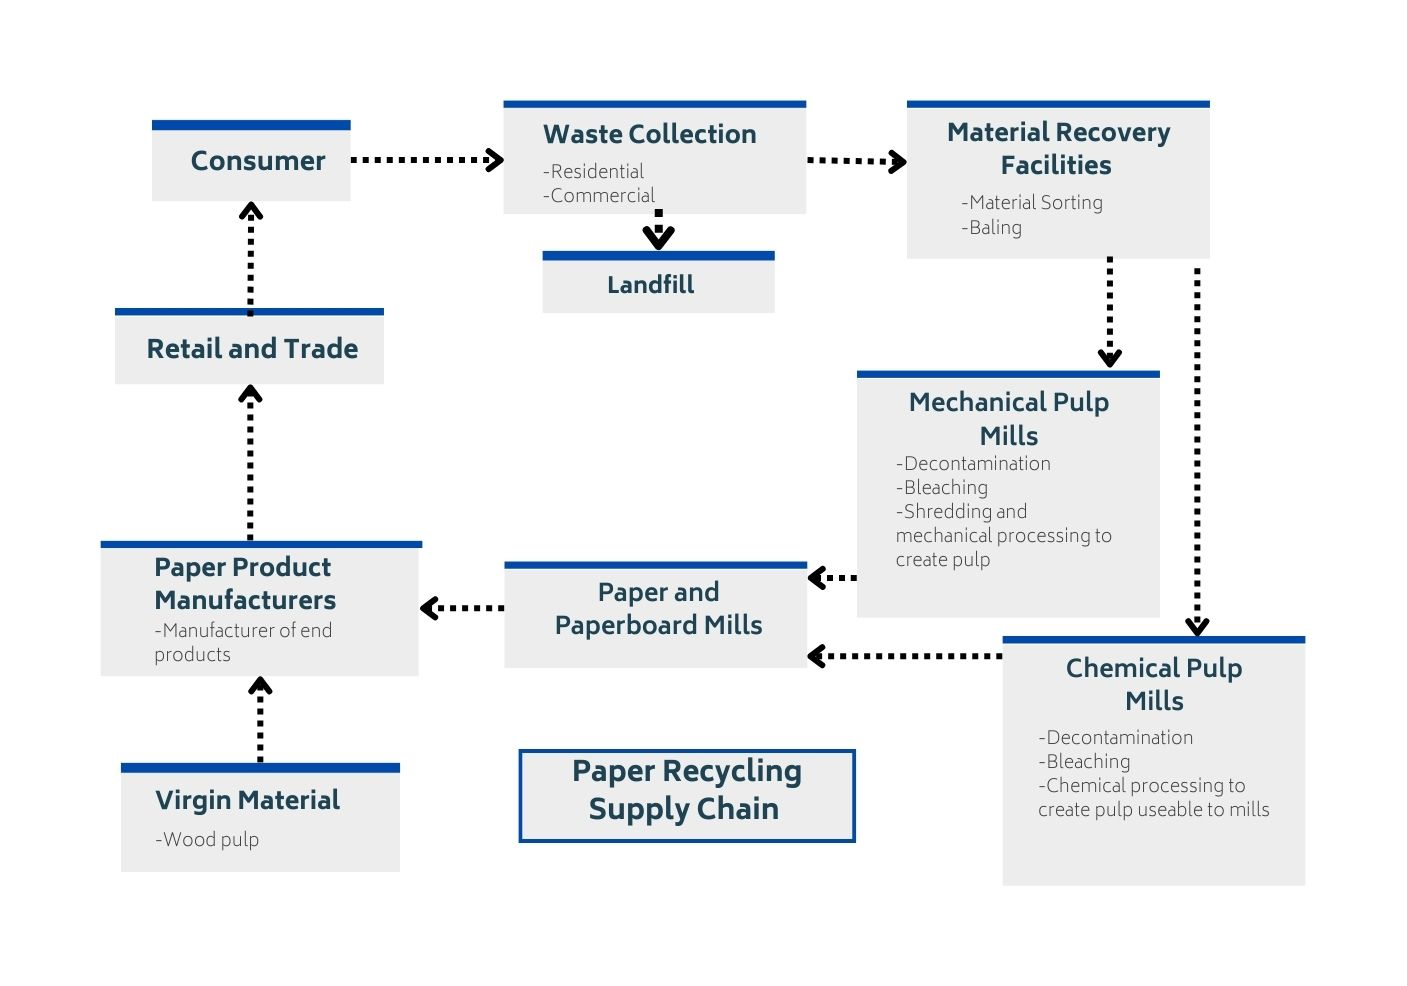 Consumer
Waste Collection
-Residential
-Commercial
Material Recovery
Facilities
-Material Sorting
-Baling
Landfill
Retail and Trade
Mechanical Pulp
Mills
-Decontamination
-Bleaching
-Shredding and
mechanical processing to
create pulp
Paper Product
Manufacturers
-Manufacturer of end
products
Paper and
Paperboard Mills
Chemical Pulp
Mills
-Decontamination
-Bleaching
-Chemical processing to
create pulp useable to mills
Virgin Material
-Wood pulp
Paper Recycling
Supply Chain